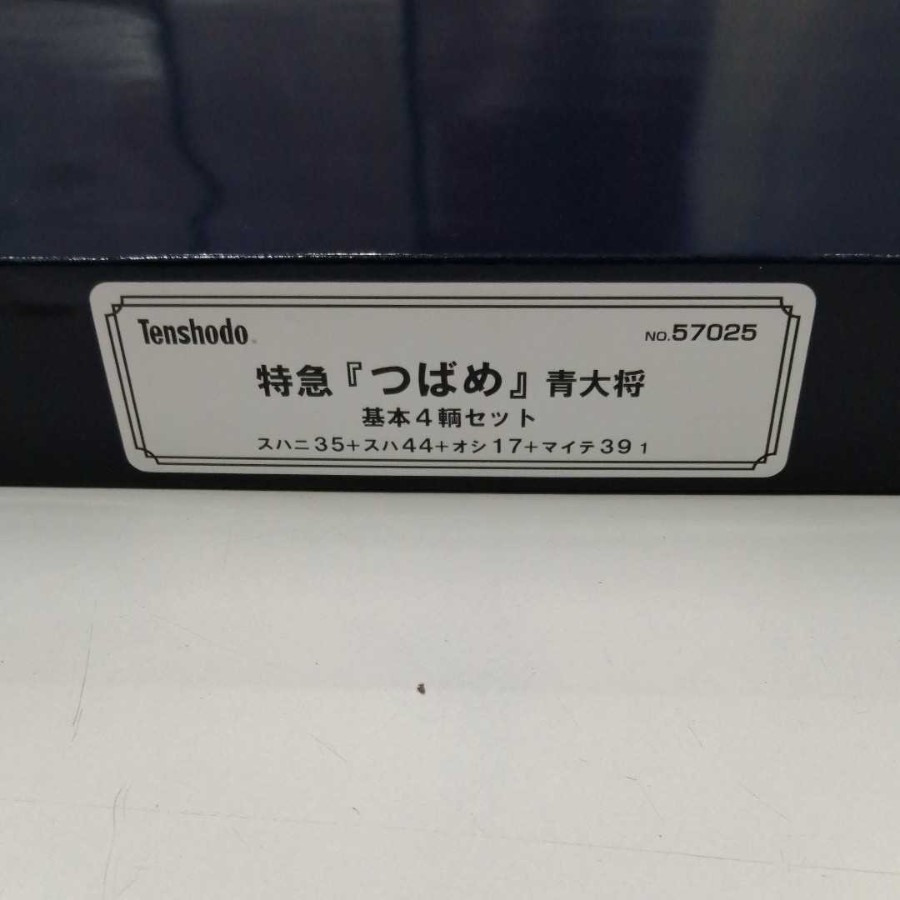 Tenshodo. NO.57025
特急『つばめ』青大将
基本4輌セット
スハニ35+スハ44+オシ17+マイテ39 1